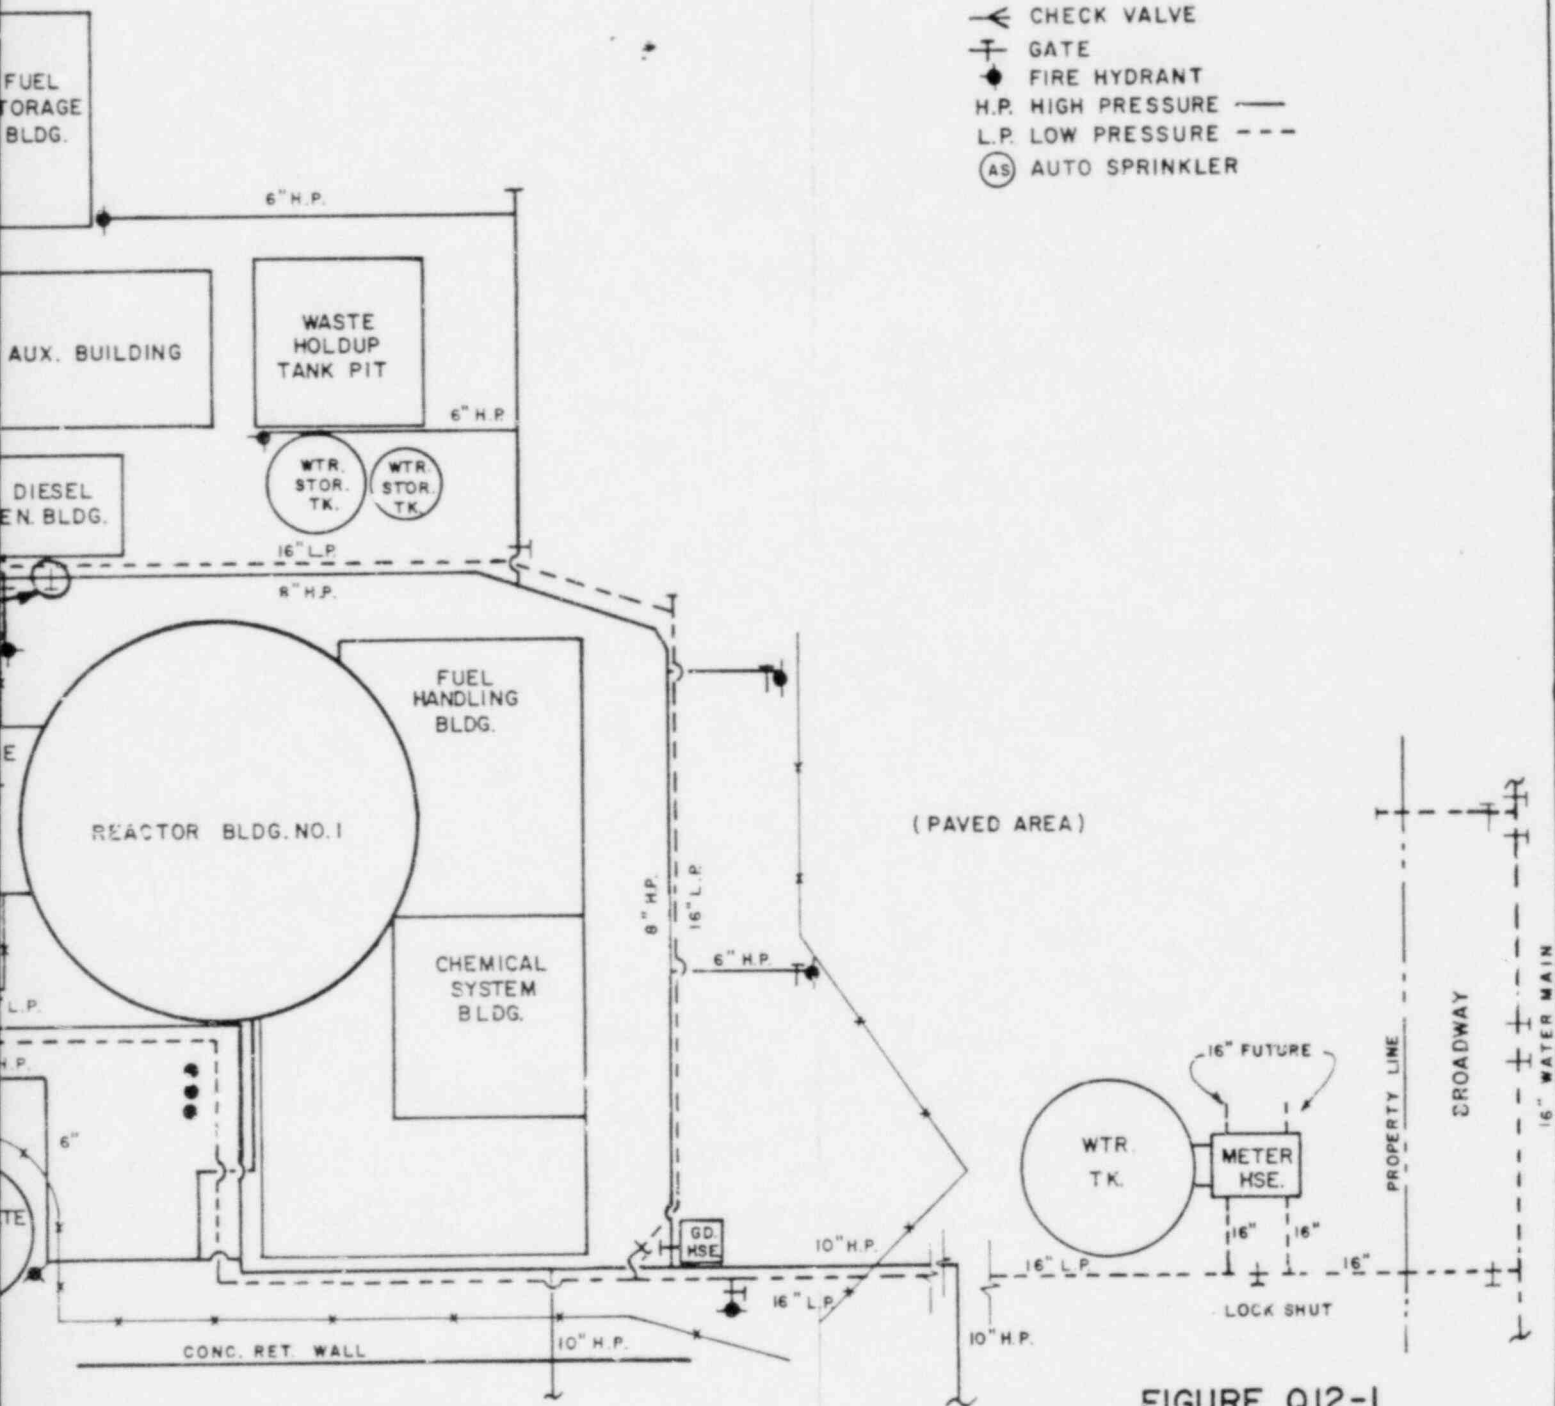 CHECK VALVE
GATE
FIRE HYDRANT
H.P. HIGH PRESSURE
L.P. LOW PRESSURE
AS AUTO SPRINKLER
FUEL
TORAGE
BLDG.
6" H.P.
AUX. BUILDING
WASTE
HOLDUP
TANK PIT
6" H.P.
WTR.
STOR.
TK.
WTR.
STOR.
TK.
DIESEL
EN. BLDG.
16" L.P.
8" H.P.
FUEL
HANDLING
BLDG.
E
REACTOR BLDG. NO. 1
(PAVED AREA)
8" H.P.
16" L.P.
CHEMICAL
SYSTEM
BLDG.
6" H.P.
L.P.
H.P.
6"
TE
16" FUTURE
WTR.
TK.
METER
HSE.
PROPERTY LINE
BROADWAY
16" WATER MAIN
GD.
HSE.
10" H.P.
16" L.P.
16"
16"
16" L.P.
16"
LOCK SHUT
10" H.P.
10" H.P.
CONC. RET. WALL
FIGURE Q12-1